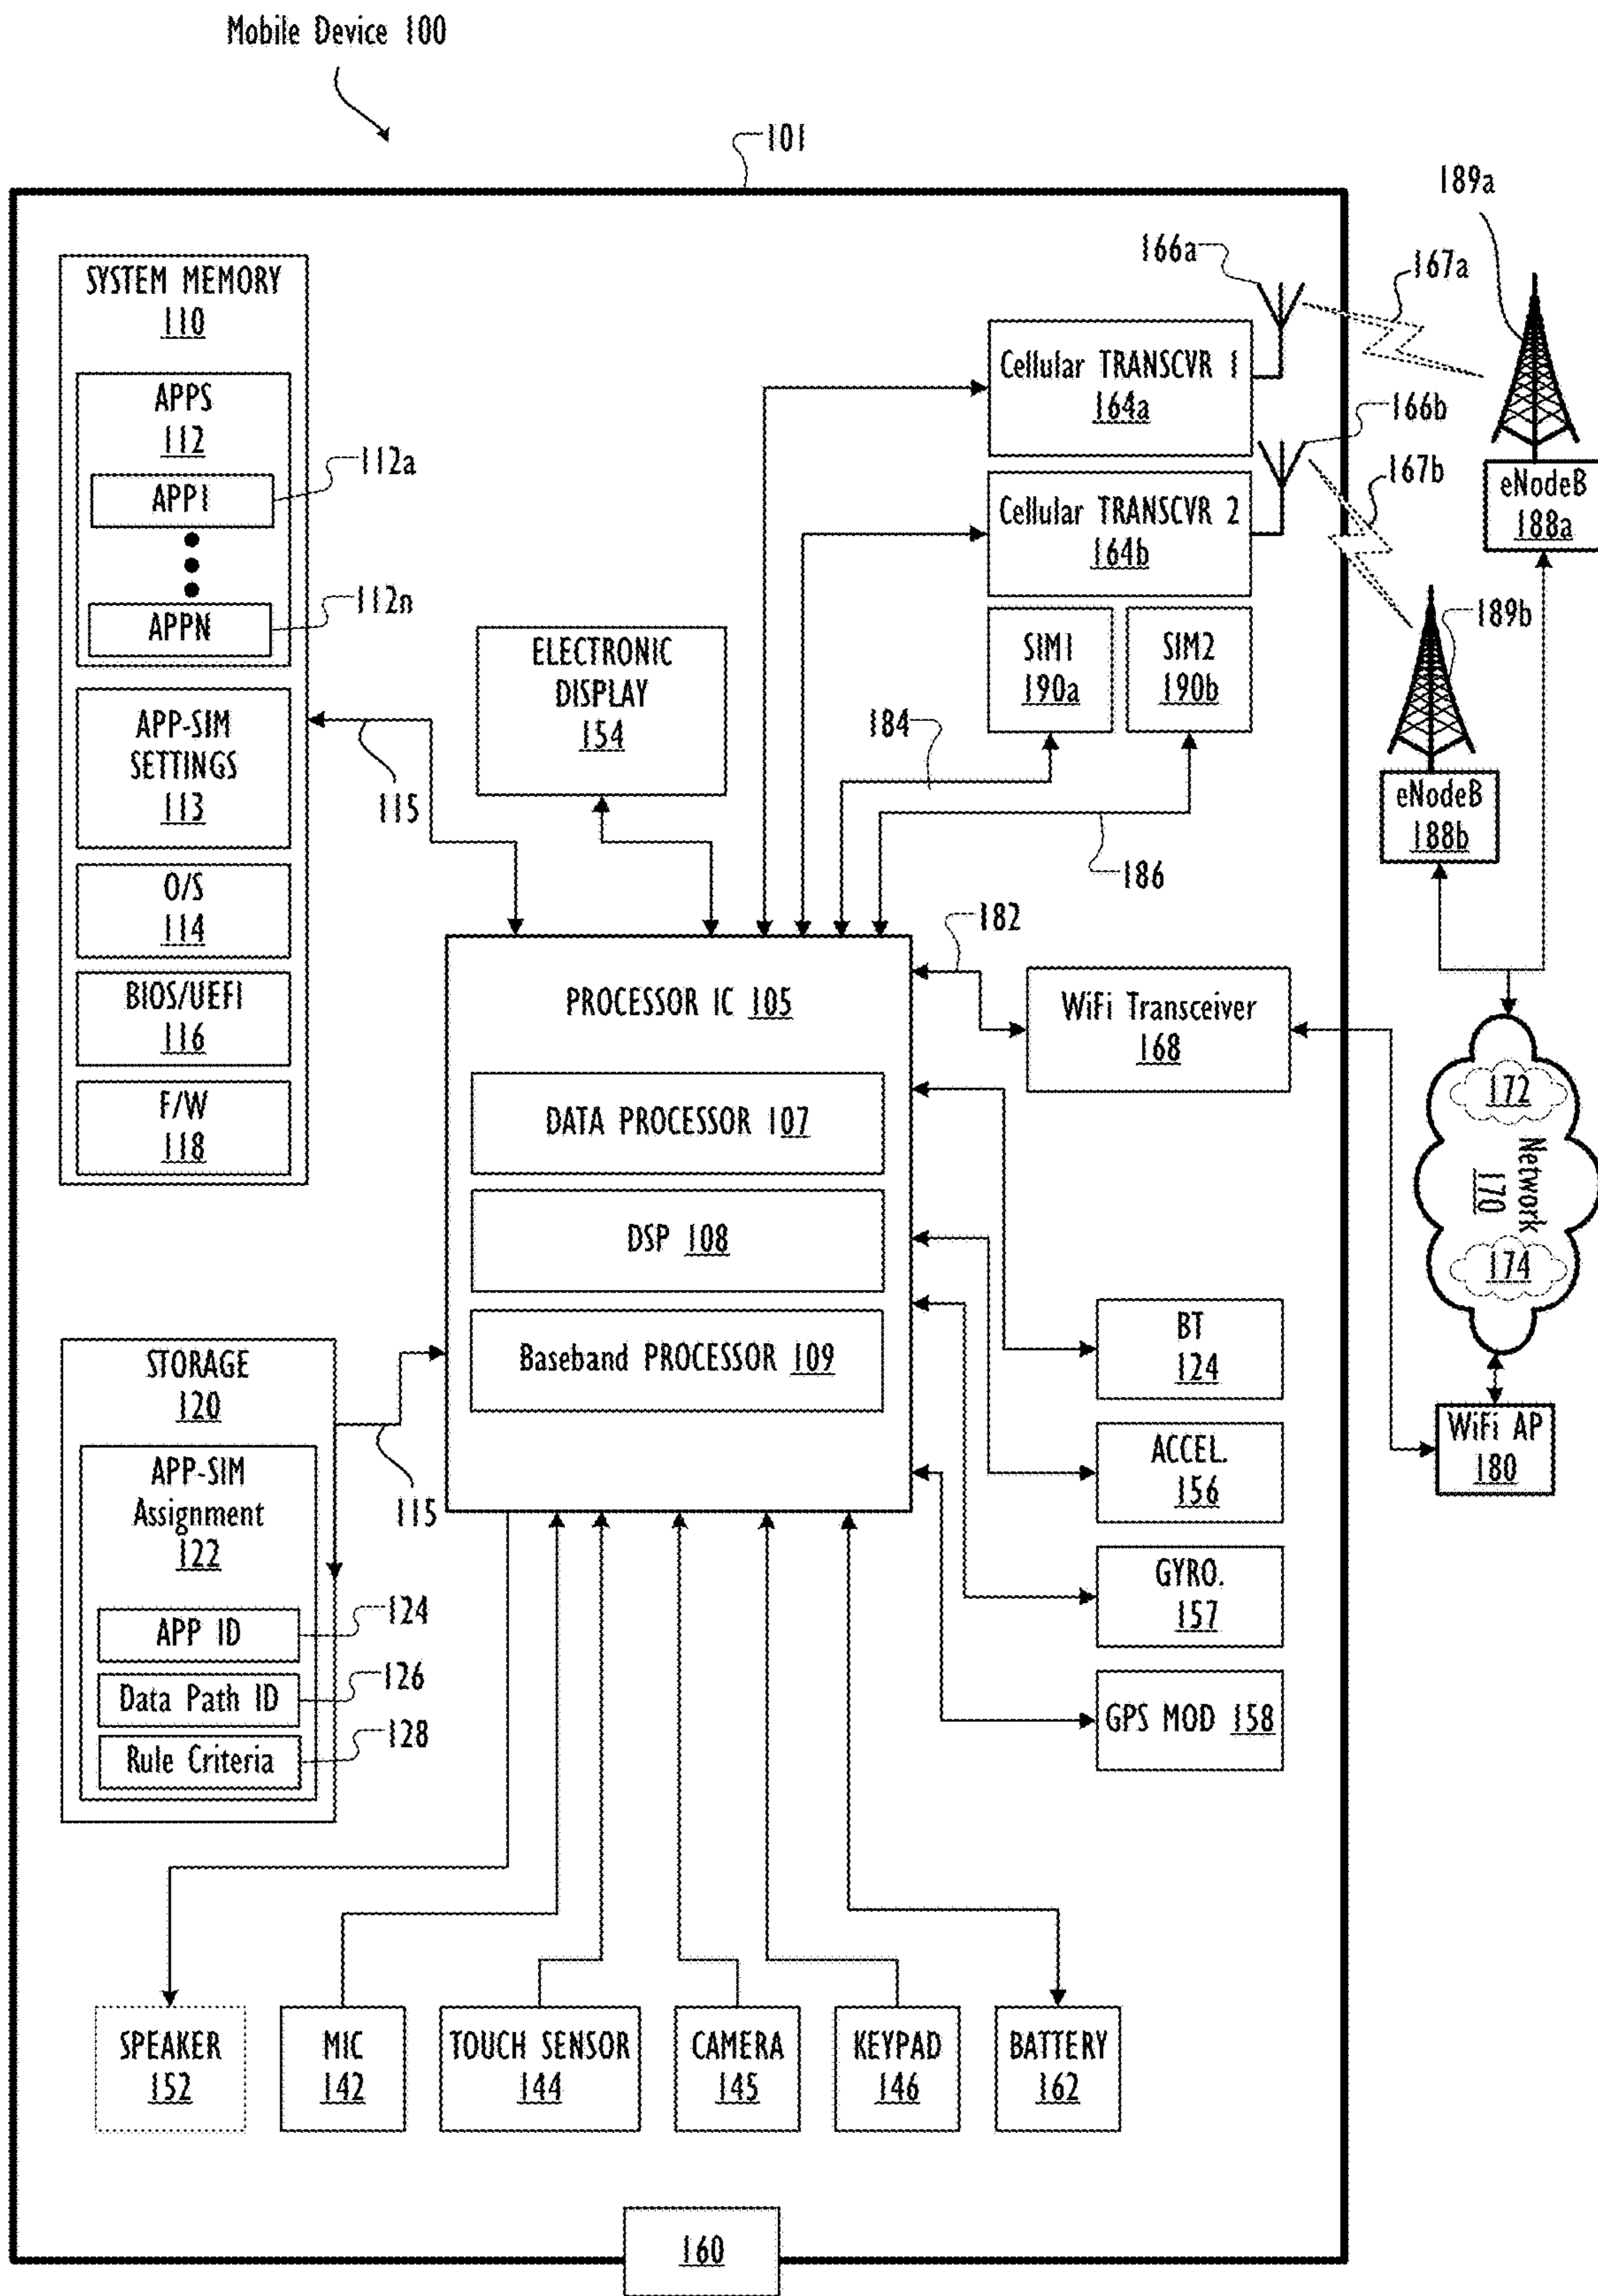 Mobile Device 100
101
189a
SYSTEM MEMORY
110
APPS
112
APP1
112a
APPN
112n
APP-SIM
SETTINGS
113
O/S
114
BIOS/UEFI
116
F/W
118
115
ELECTRONIC
DISPLAY
154
166a
167a
Cellular TRANSCVR 1
164a
166b
167b
Cellular TRANSCVR 2
164b
SIM1
190a
SIM2
190b
184
186
eNodeB
188a
189b
eNodeB
188b
182
PROCESSOR IC 105
DATA PROCESSOR 107
DSP 108
Baseband PROCESSOR 109
WiFi Transceiver
168
172
Network
170
174
WiFi AP
180
BT
124
ACCEL.
156
GYRO.
157
GPS MOD 158
STORAGE
120
APP-SIM
Assignment
122
APP ID
124
Data Path ID
126
Rule Criteria
128
115
SPEAKER
152
MIC
142
TOUCH SENSOR
144
CAMERA
145
KEYPAD
146
BATTERY
162
160